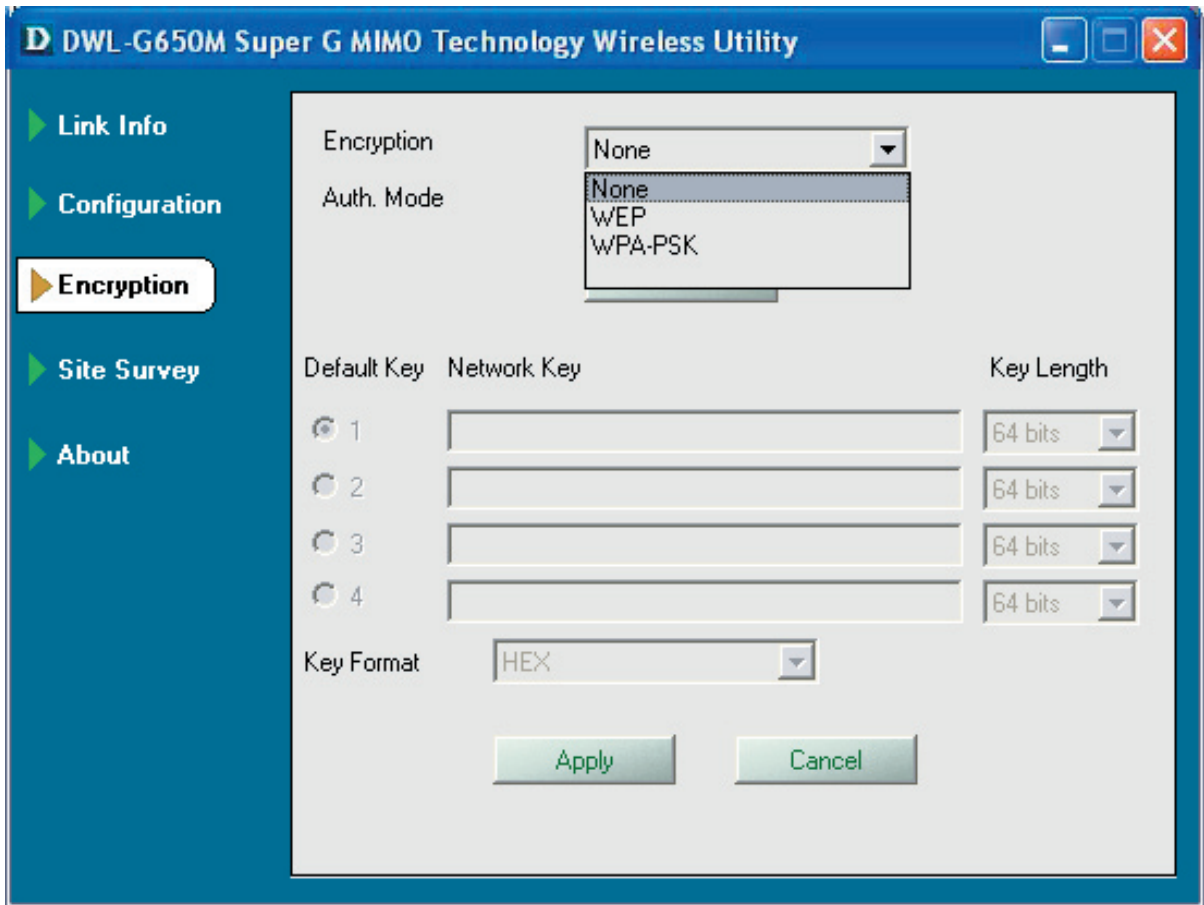 D DWL-G650M Super G MIMO Technology Wireless Utility
Link Info
Configuration
Encryption
Site Survey
About
Encryption None
None
WEP
WPA-PSK
Auth. Mode
Default Key Network Key Key Length
1 64 bits
2 64 bits
3 64 bits
4 64 bits
Key Format HEX
Apply Cancel